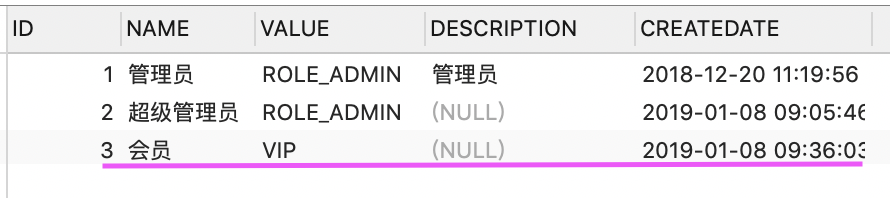 ID NAME VALUE DESCRIPTION CREATEDATE
1 管理员 ROLE_ADMIN 管理员 2018-12-20 11:19:56
2 超级管理员 ROLE_ADMIN (NULL) 2019-01-08 09:05:46
3 会员 VIP (NULL) 2019-01-08 09:36:03